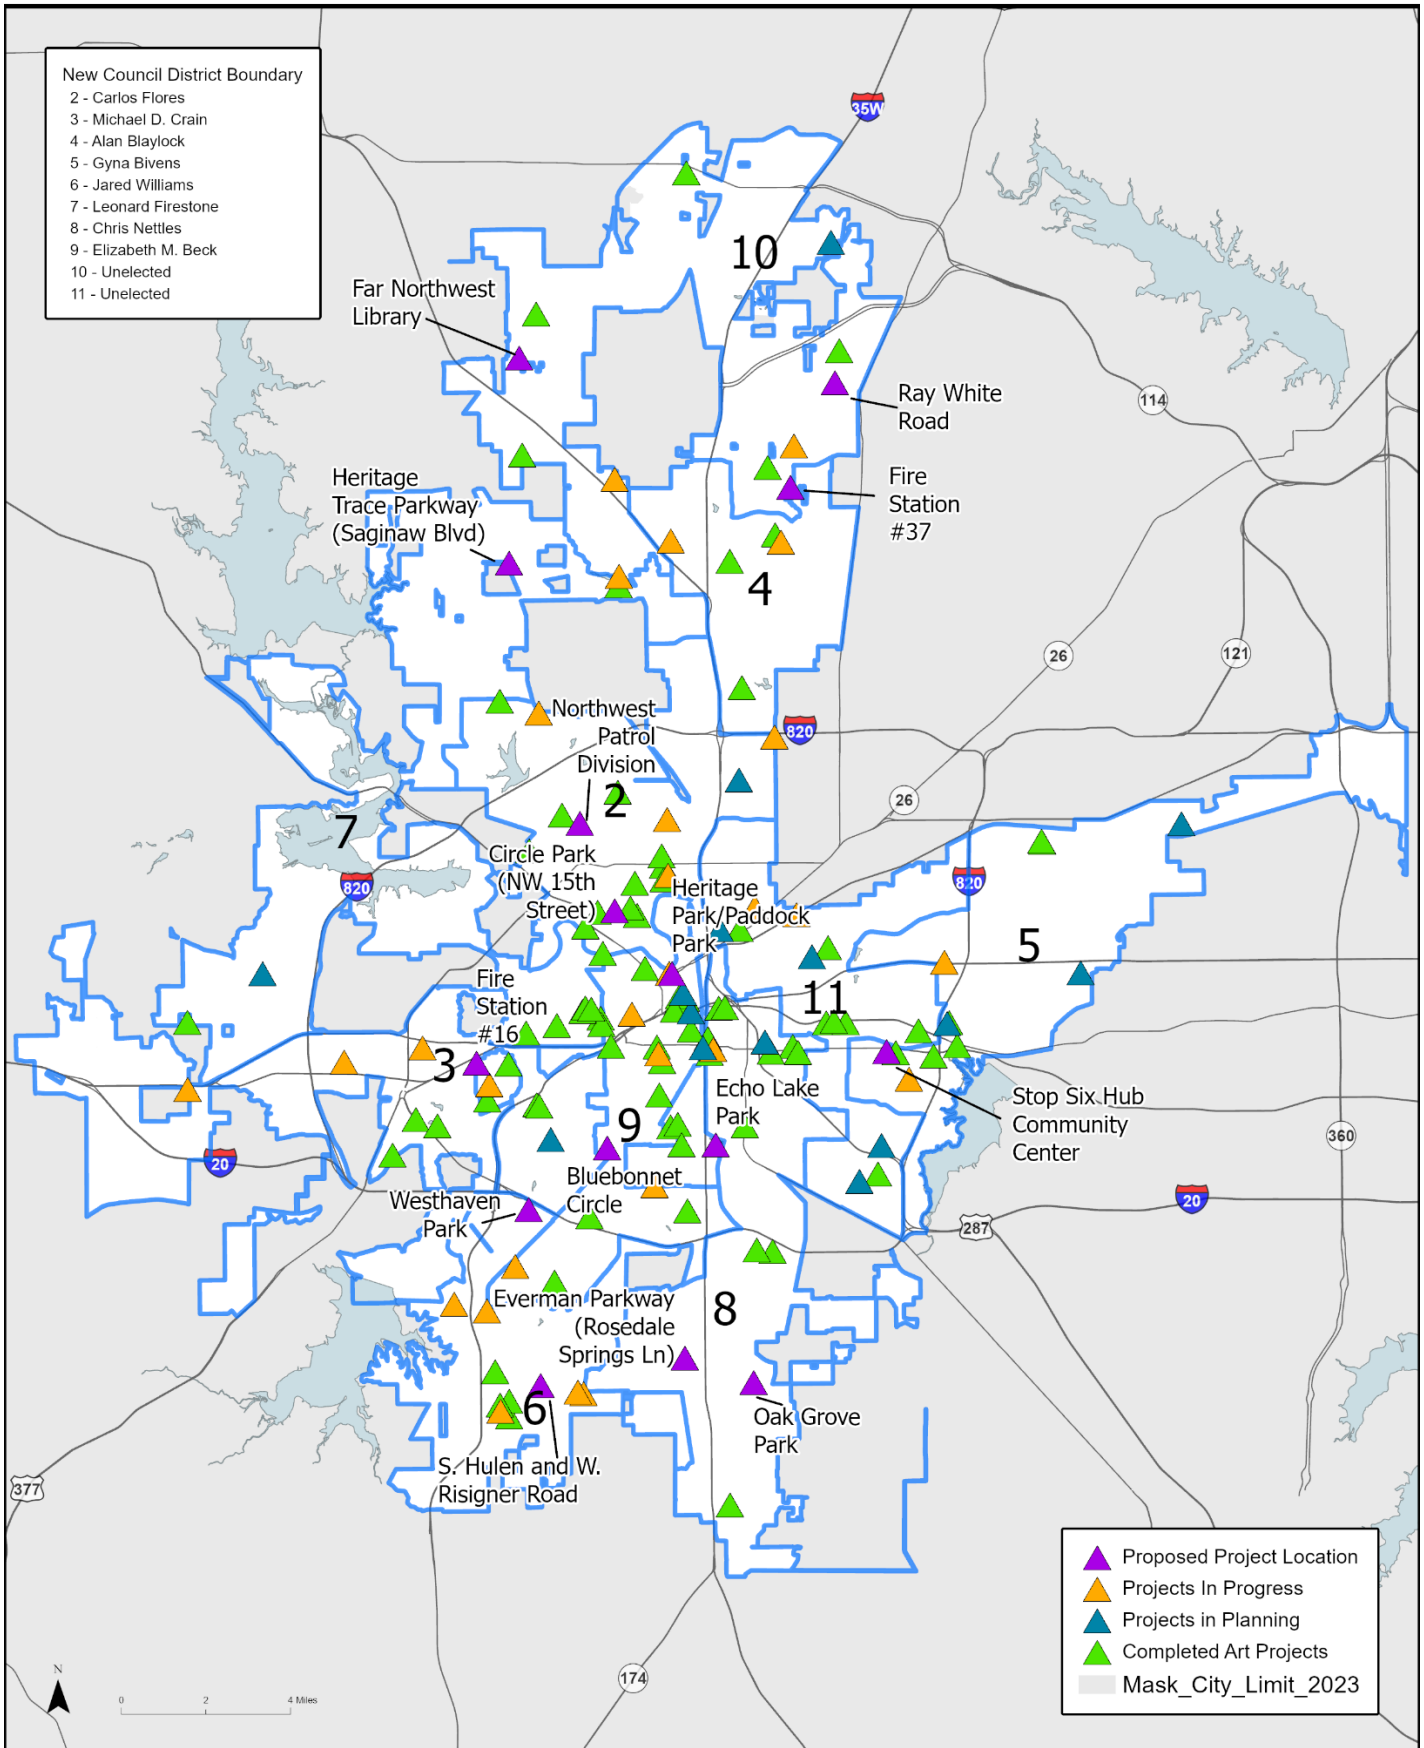 New Council District Boundary
2 - Carlos Flores
3 - Michael D. Crain
4 - Alan Blaylock
5 - Gyna Bivens
6 - Jared Williams
7 - Leonard Firestone
8 - Chris Nettles
9 - Elizabeth M. Beck
10 - Unelected
11 - Unelected
35W
10
Far Northwest
Library
Ray White
Road
114
Heritage
Trace Parkway
(Saginaw Blvd)
Fire
Station
#37
4
26
121
Northwest
Patrol
Division
820
2
26
7
Circle Park
(NW 15th
Street)
820
820
Heritage
Park/Paddock
Park
5
Fire
Station
#16
11
3
Echo Lake
Park
Stop Six Hub
Community
Center
9
360
20
Bluebonnet
Circle
Westhaven
Park
20
287
Everman Parkway
(Rosedale
Springs Ln)
8
6
Oak Grove
Park
S. Hulen and W.
Risigner Road
377
174
N
0 2 4 Miles
Proposed Project Location
Projects In Progress
Projects in Planning
Completed Art Projects
Mask_City_Limit_2023